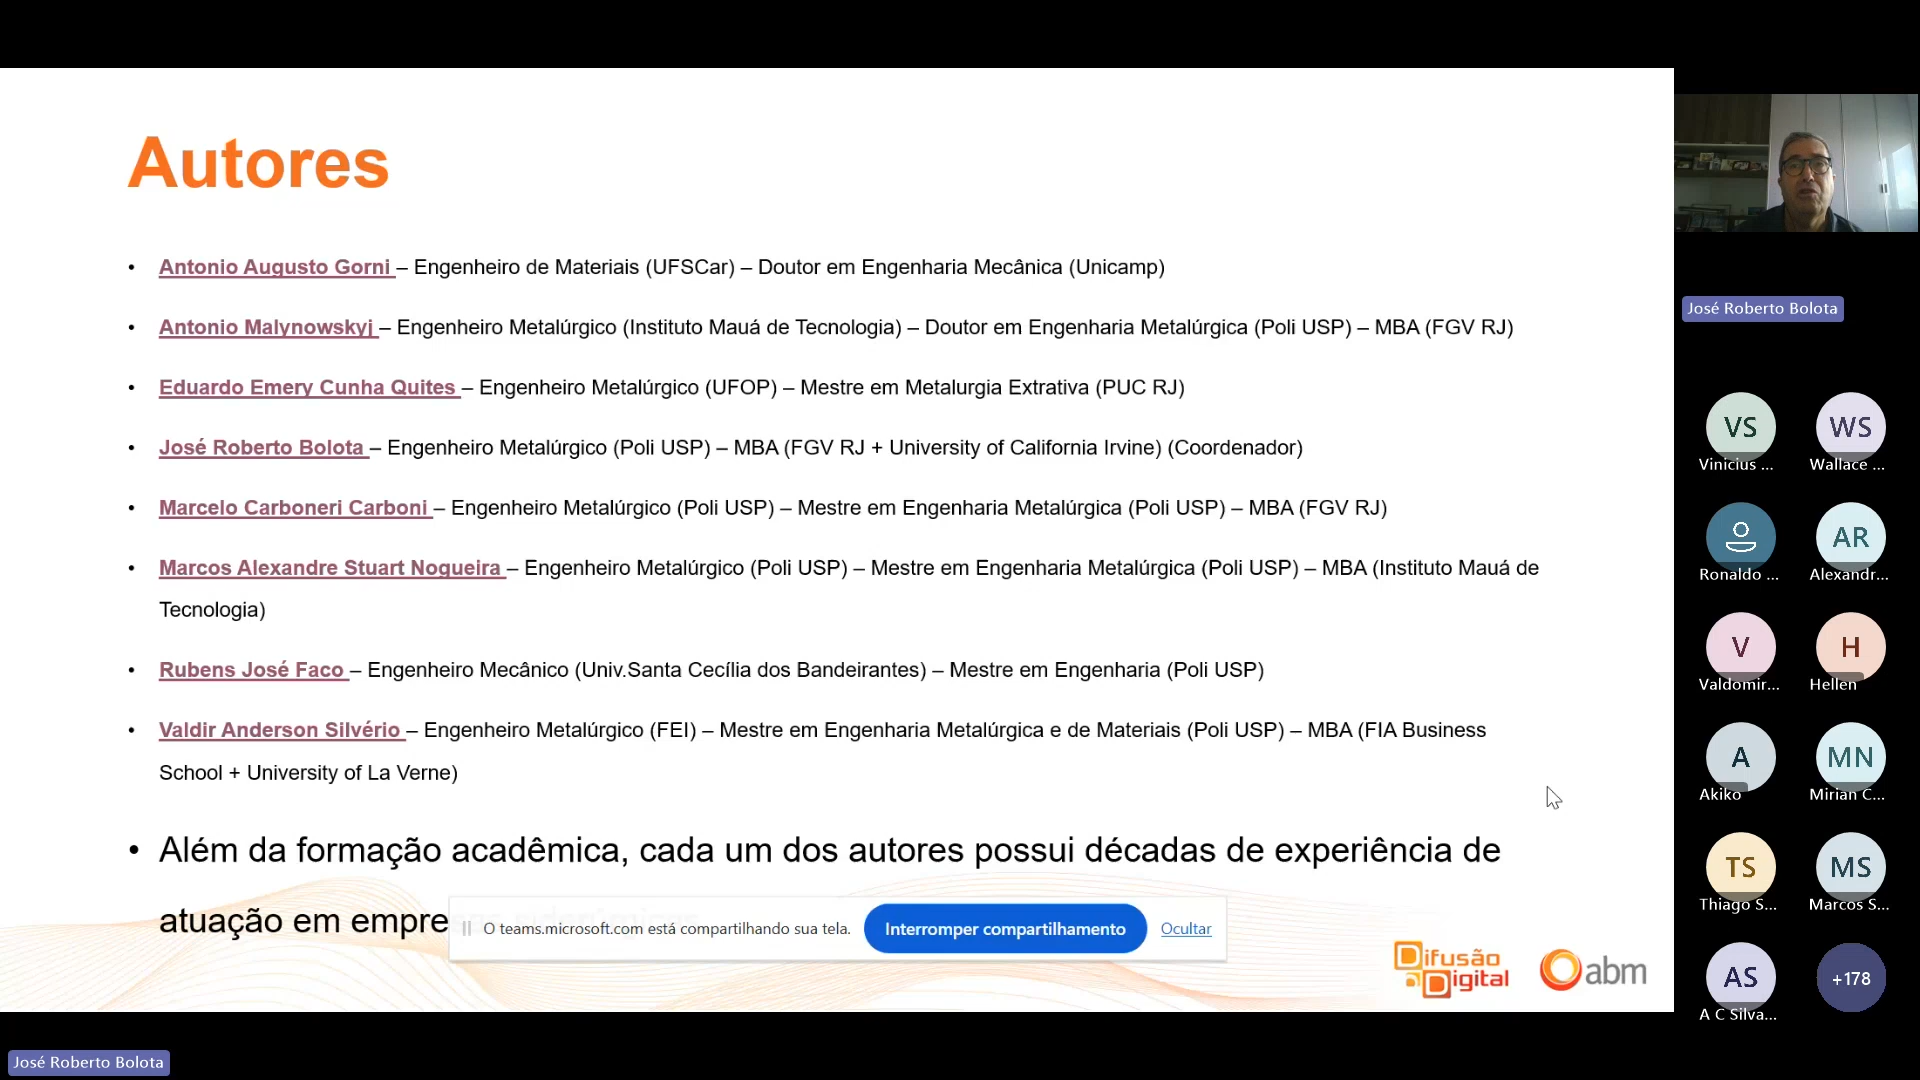 Autores
• Antonio Augusto Gorni – Engenheiro de Materiais (UFSCar) – Doutor em Engenharia Mecânica (Unicamp)
• Antonio Malynowskyj – Engenheiro Metalúrgico (Instituto Mauá de Tecnologia) – Doutor em Engenharia Metalúrgica (Poli USP) – MBA (FGV RJ)
• Eduardo Emery Cunha Quites – Engenheiro Metalúrgico (UFOP) – Mestre em Metalurgia Extrativa (PUC RJ)
• José Roberto Bolota – Engenheiro Metalúrgico (Poli USP) – MBA (FGV RJ + University of California Irvine) (Coordenador)
• Marcelo Carboneri Carboni – Engenheiro Metalúrgico (Poli USP) – Mestre em Engenharia Metalúrgica (Poli USP) – MBA (FGV RJ)
• Marcos Alexandre Stuart Nogueira – Engenheiro Metalúrgico (Poli USP) – Mestre em Engenharia Metalúrgica (Poli USP) – MBA (Instituto Mauá de
Tecnologia)
• Rubens José Faco – Engenheiro Mecânico (Univ.Santa Cecília dos Bandeirantes) – Mestre em Engenharia (Poli USP)
• Valdir Anderson Silvério – Engenheiro Metalúrgico (FEI) – Mestre em Engenharia Metalúrgica e de Materiais (Poli USP) – MBA (FIA Business
School + University of La Verne)
• Além da formação acadêmica, cada um dos autores possui décadas de experiência de
atuação em empre
O teams.microsoft.com está compartilhando sua tela. Interromper compartilhamento Ocultar
Difusão
Digital
abm
José Roberto Bolota
VS WS
Vinicius ... Wallace ...
AR
Ronaldo ... Alexandr...
V H
Valdomir... Hellen
A MN
Akiko Mirian C...
TS MS
Thiago S... Marcos S...
AS +178
A C Silva...
José Roberto Bolota